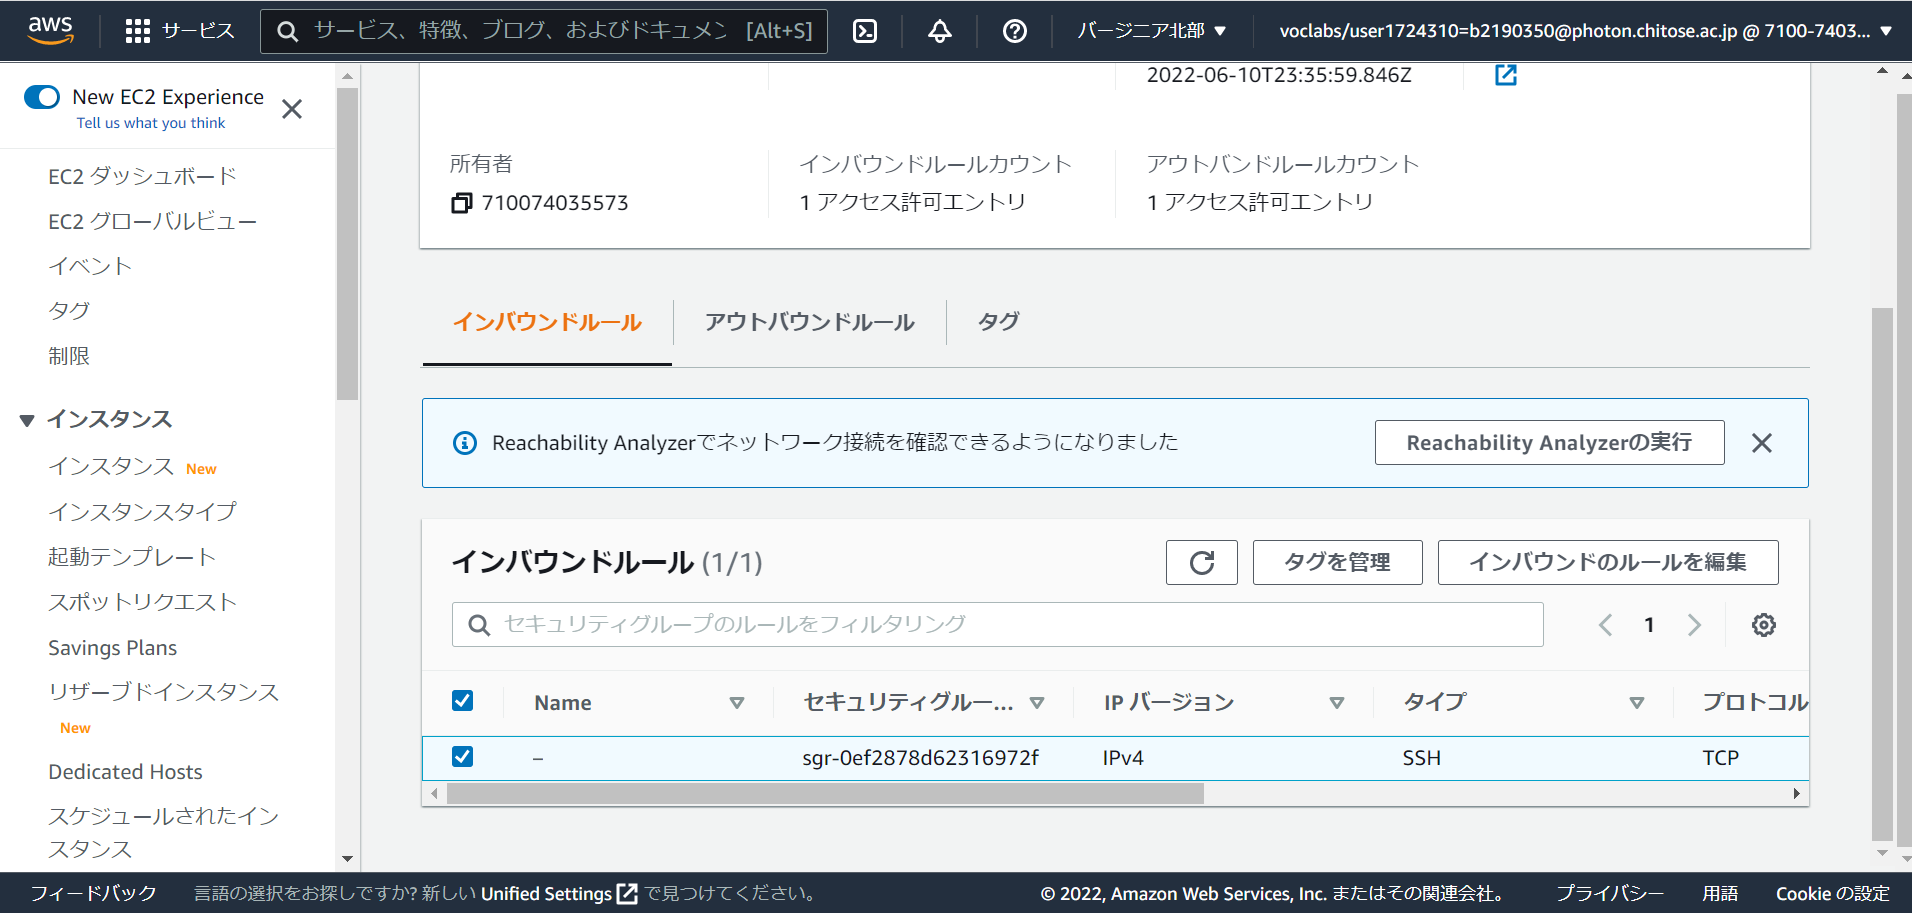 aws
サービス
サービス、特徴、ブログ、およびドキュメン [Alt+S]
バージニア北部
voclabs/user1724310=b2190350@photon.chitose.ac.jp @ 7100-7403...
New EC2 Experience
Tell us what you think
EC2 ダッシュボード
EC2 グローバルビュー
イベント
タグ
制限
インスタンス
インスタンス New
インスタンスタイプ
起動テンプレート
スポットリクエスト
Savings Plans
リザーブドインスタンス
New
Dedicated Hosts
スケジュールされたイン
スタンス
2022-06-10T23:35:59.846Z
所有者
インバウンドルールカウント
アウトバンドルールカウント
710074035573
1 アクセス許可エントリ
1 アクセス許可エントリ
インバウンドルール
アウトバウンドルール
タグ
Reachability Analyzerでネットワーク接続を確認できるようになりました
Reachability Analyzerの実行
インバウンドルール (1/1)
タグを管理
インバウンドのルールを編集
セキュリティグループのルールをフィルタリング
1
Name
セキュリティグルー...
IP バージョン
タイプ
プロトコル
–
sgr-0ef2878d62316972f
IPv4
SSH
TCP
フィードバック
言語の選択をお探しですか? 新しい Unified Settings で見つけてください。
© 2022, Amazon Web Services, Inc. またはその関連会社。
プライバシー
用語
Cookie の設定